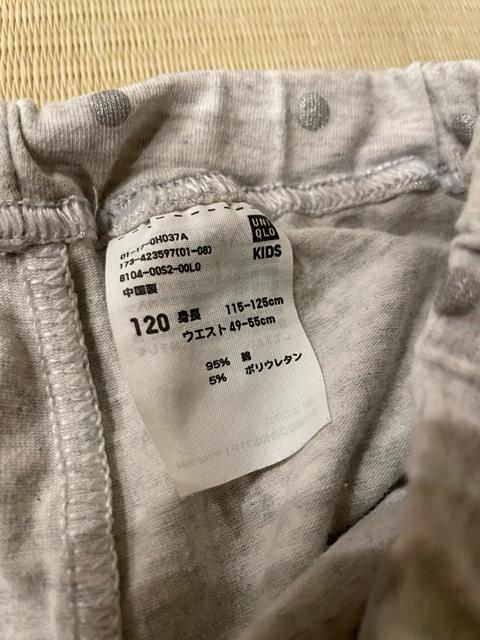 UNI
QLO
KIDS
01-17-0H037A
173-423597(01-08)
8104-00S2-00L0
中国製
120 身長 115-125cm
ウエスト 49-55cm
95% 綿
5% ポリウレタン